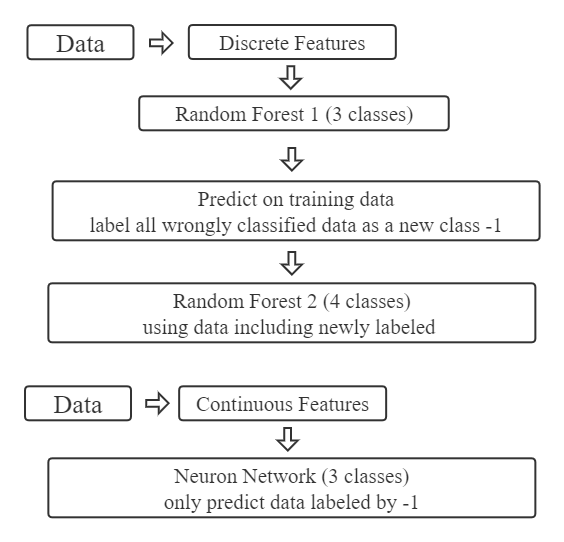 Data
Discrete Features
Random Forest 1 (3 classes)
Predict on training data
label all wrongly classified data as a new class -1
Random Forest 2 (4 classes)
using data including newly labeled
Data
Continuous Features
Neuron Network (3 classes)
only predict data labeled by -1